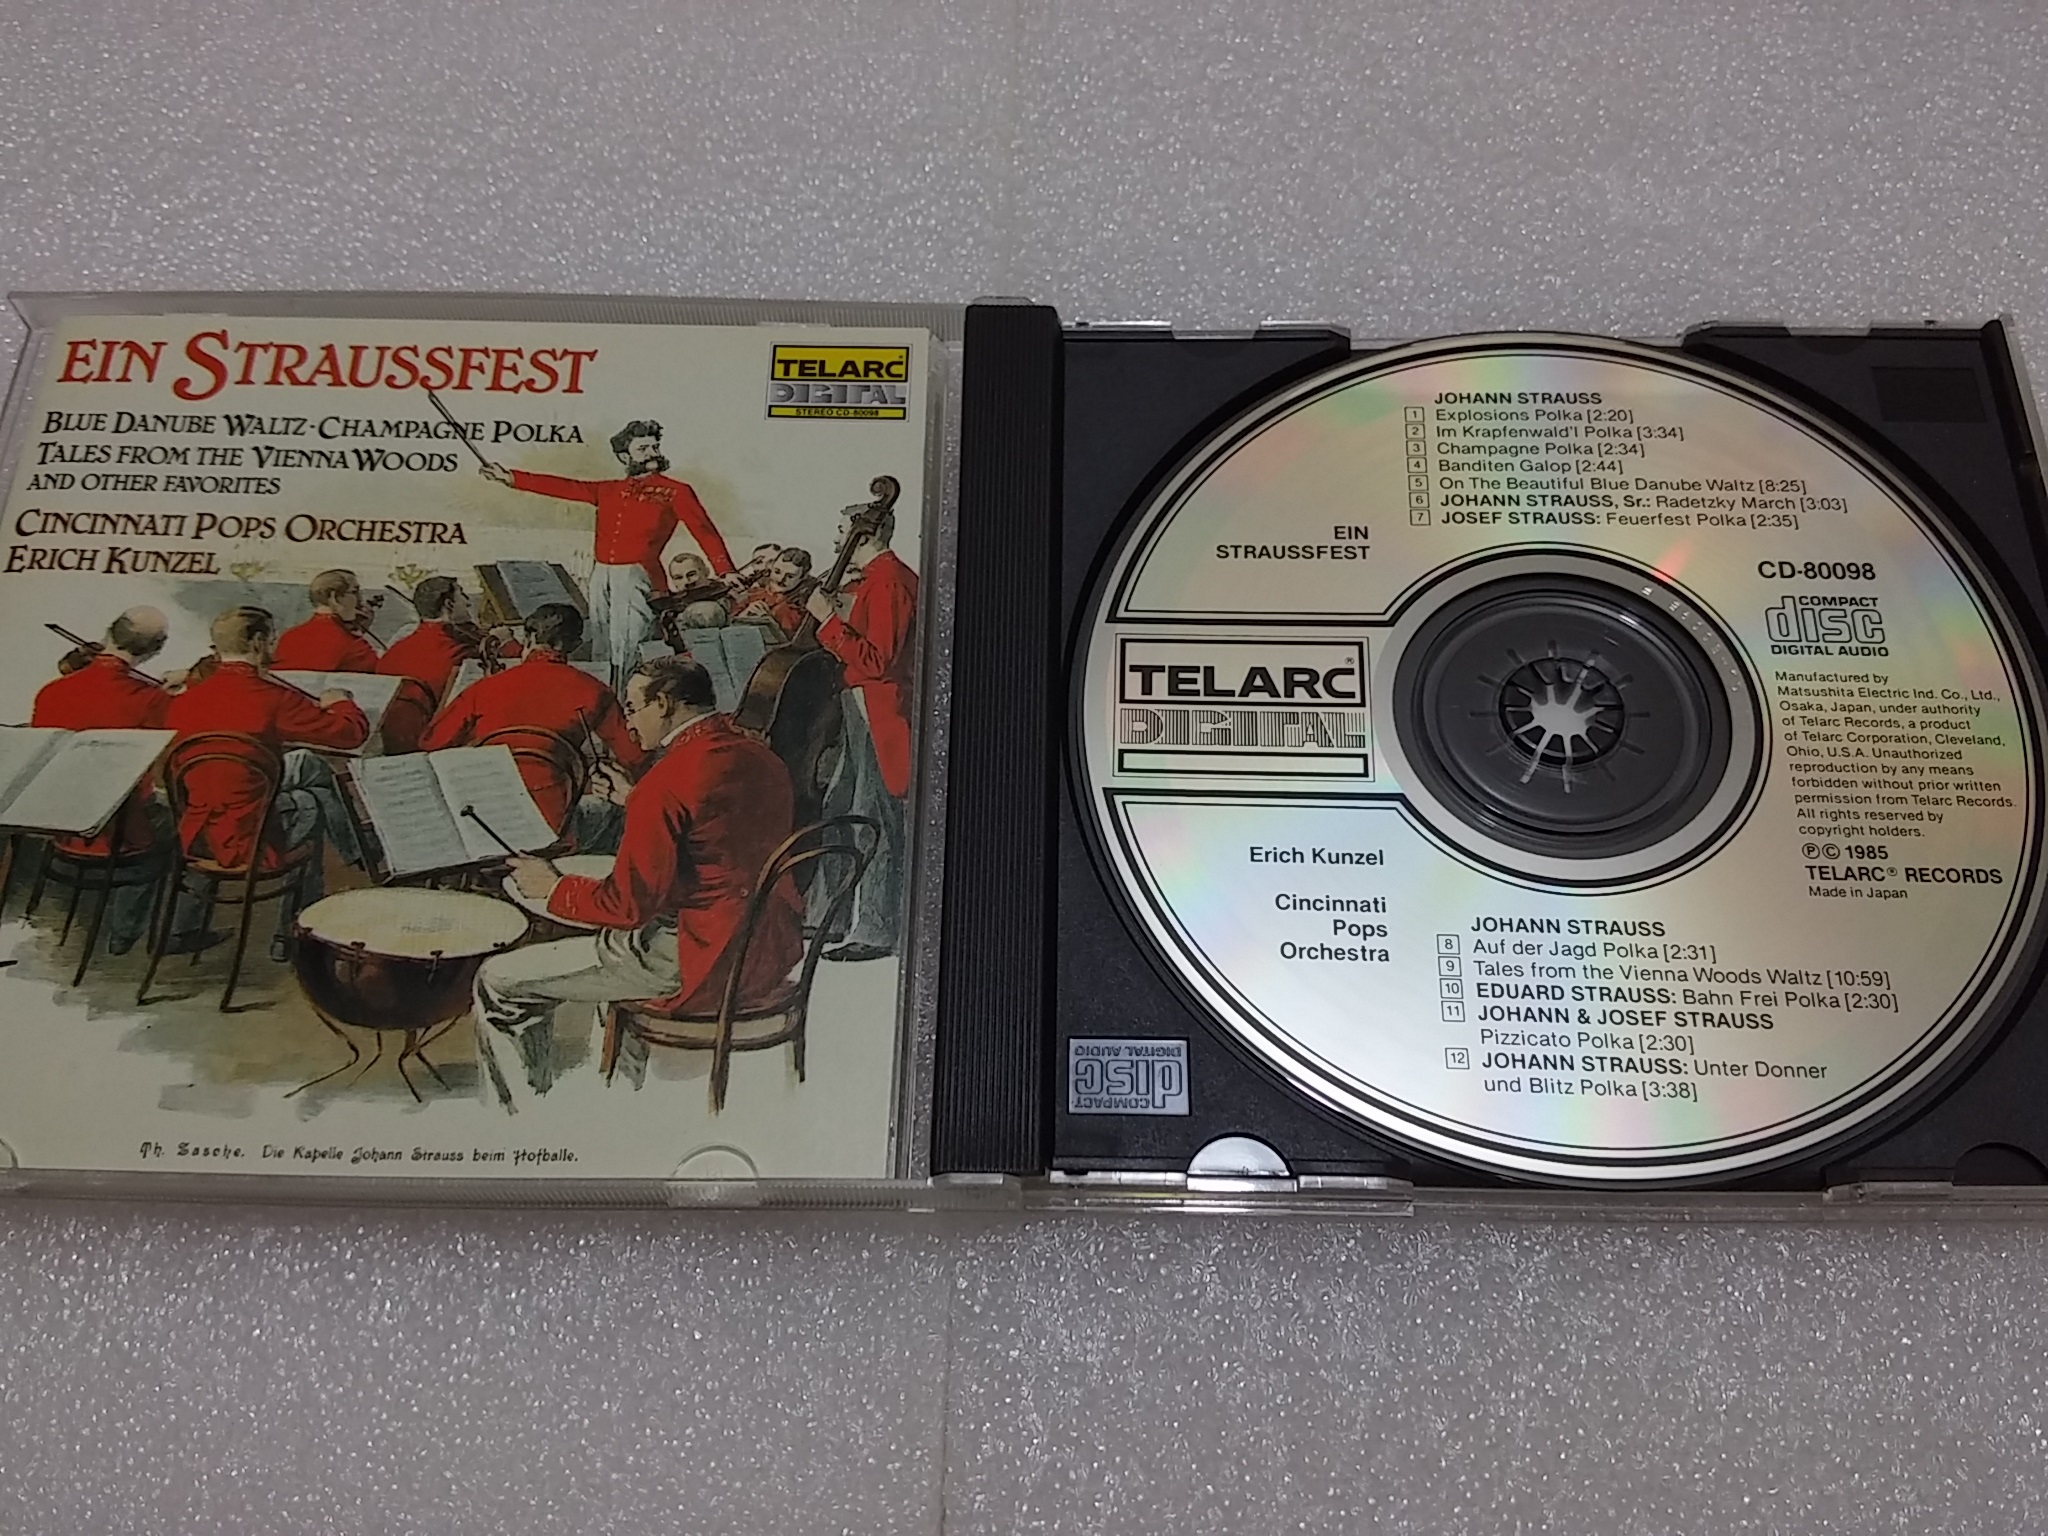 EIN STRAUSSFEST
BLUE DANUBE WALTZ-CHAMPAGNE POLKA
TALES FROM THE VIENNA WOODS
AND OTHER FAVORITES
CINCINNATI POPS ORCHESTRA
ERICH KUNZEL
TELARC®
DIGITAL
STEREO CD-80098
Th. Sasche. Die Kapelle Johann Strauss beim Hofballe.
JOHANN STRAUSS
1 Explosions Polka [2:20]
2 Im Krapfenwald'l Polka [3:34]
3 Champagne Polka [2:34]
4 Banditen Galop [2:44]
5 On The Beautiful Blue Danube Waltz [8:25]
6 JOHANN STRAUSS, Sr.: Radetzky March [3:03]
7 JOSEF STRAUSS: Feuerfest Polka [2:35]
EIN
STRAUSSFEST
CD-80098
COMPACT
disc
DIGITAL AUDIO
TELARC®
DIGITAL
Manufactured by
Matsushita Electric Ind. Co., Ltd.,
Osaka, Japan, under authority
of Telarc Records, a product
of Telarc Corporation, Cleveland,
Ohio, U.S.A. Unauthorized
reproduction by any means
forbidden without prior written
permission from Telarc Records.
All rights reserved by
copyright holders.
℗© 1985
TELARC® RECORDS
Made in Japan
Erich Kunzel
Cincinnati
Pops
Orchestra
JOHANN STRAUSS
8 Auf der Jagd Polka [2:31]
9 Tales from the Vienna Woods Waltz [10:59]
10 EDUARD STRAUSS: Bahn Frei Polka [2:30]
11 JOHANN & JOSEF STRAUSS
Pizzicato Polka [2:30]
12 JOHANN STRAUSS: Unter Donner
und Blitz Polka [3:38]
COMPACT
disc
DIGITAL AUDIO